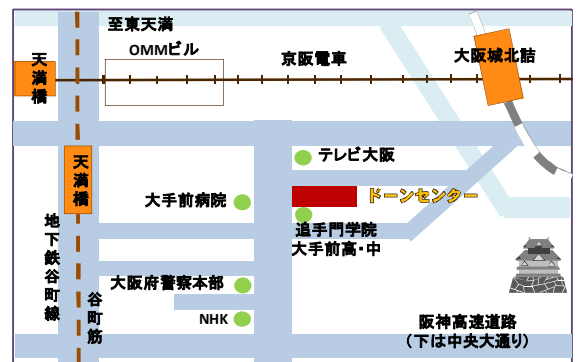 至東天満
OMMビル
京阪電車
大阪城北詰
天満橋
天満橋
テレビ大阪
大手前病院
ドーンセンター
追手門学院
大手前高・中
地下鉄谷町線
谷町筋
大阪府警察本部
NHK
阪神高速道路
（下は中央大通り）